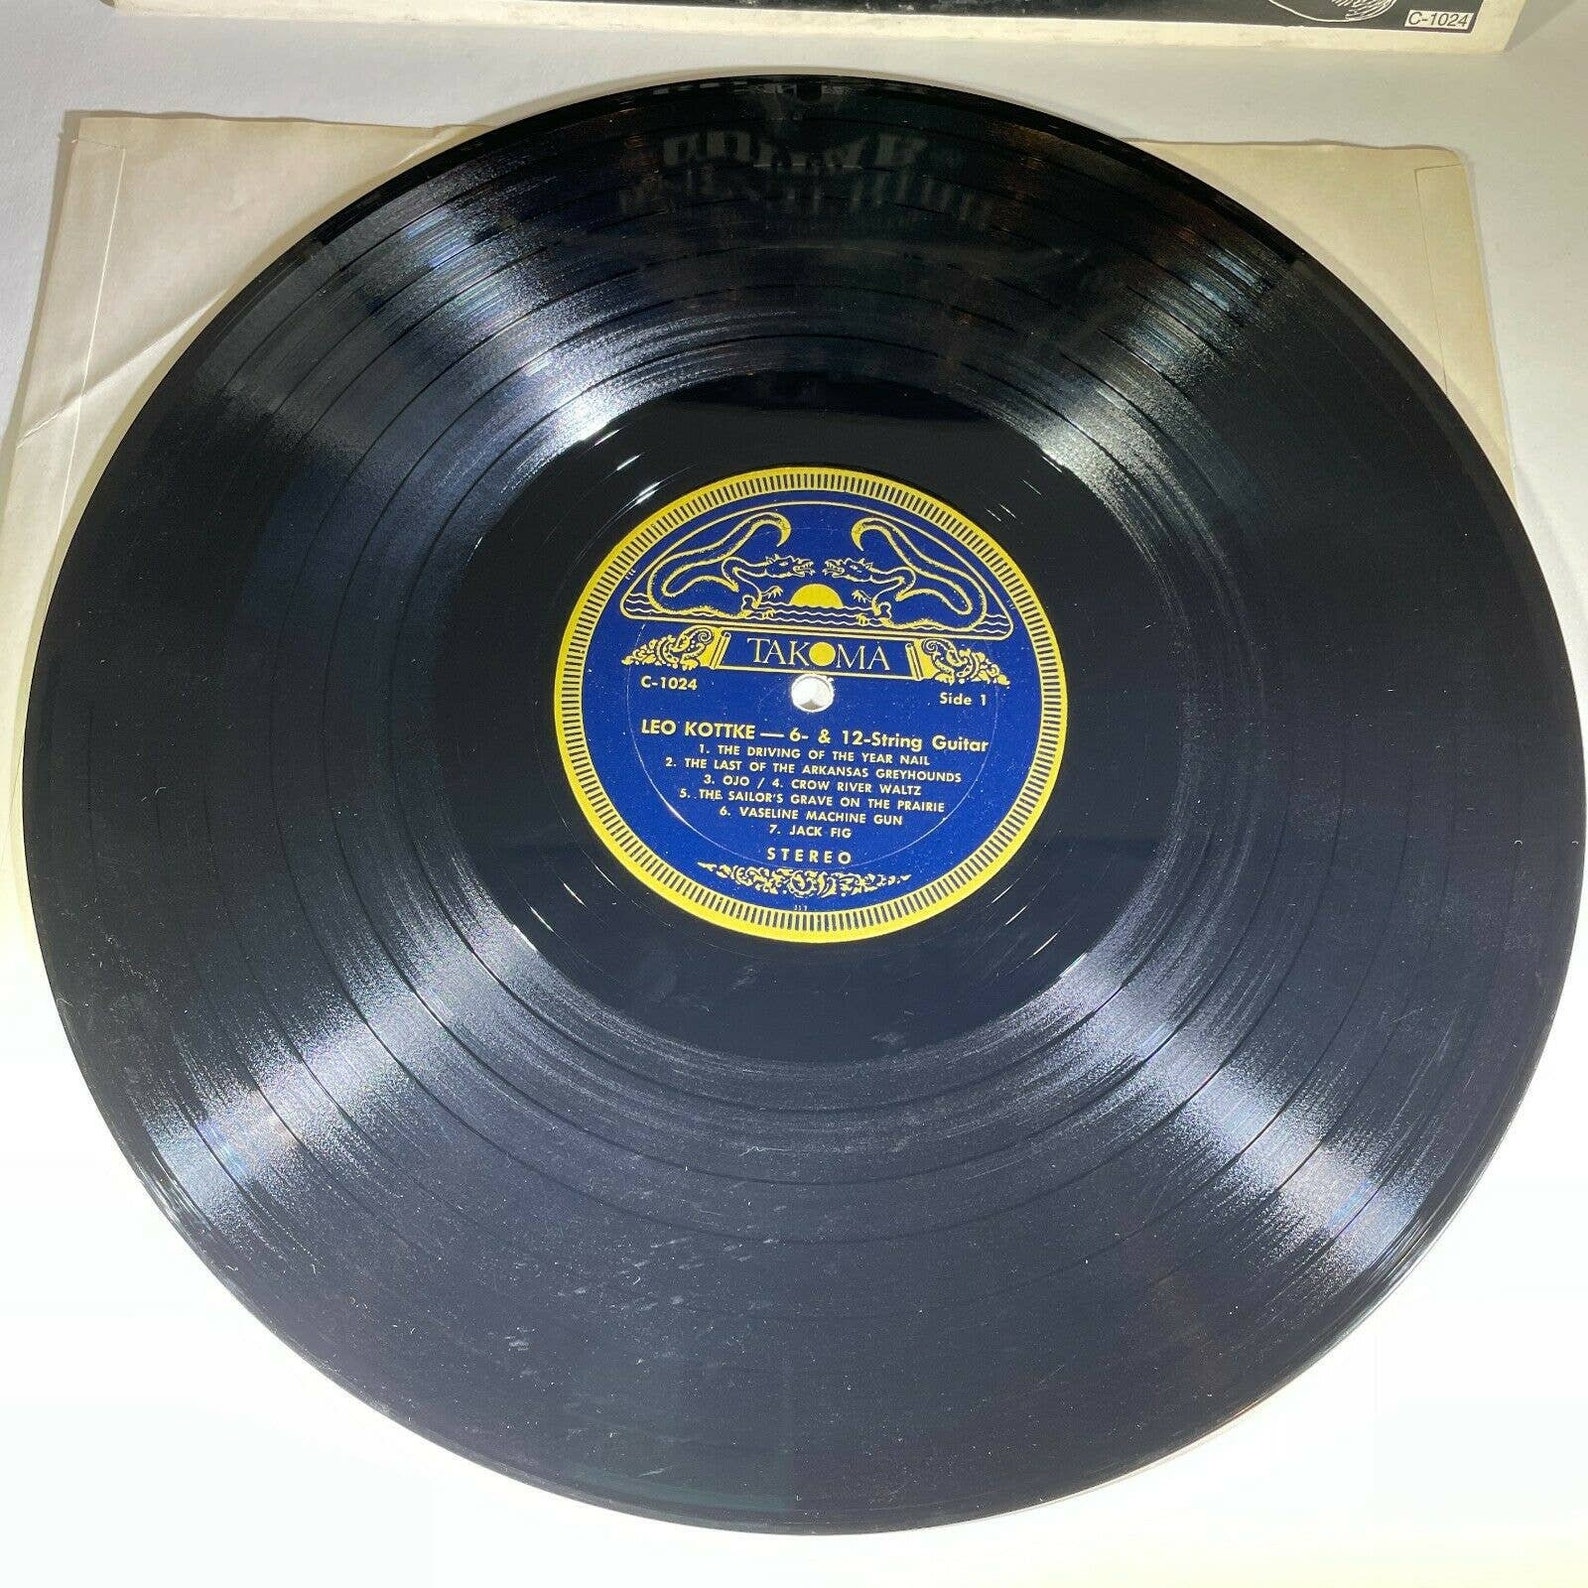 C-1024
TAKOMA
C-1024 Side 1
LEO KOTTKE — 6- & 12-String Guitar
1. THE DRIVING OF THE YEAR NAIL
2. THE LAST OF THE ARKANSAS GREYHOUNDS
3. OJO / 4. CROW RIVER WALTZ
5. THE SAILOR'S GRAVE ON THE PRAIRIE
6. VASELINE MACHINE GUN
7. JACK FIG
STEREO